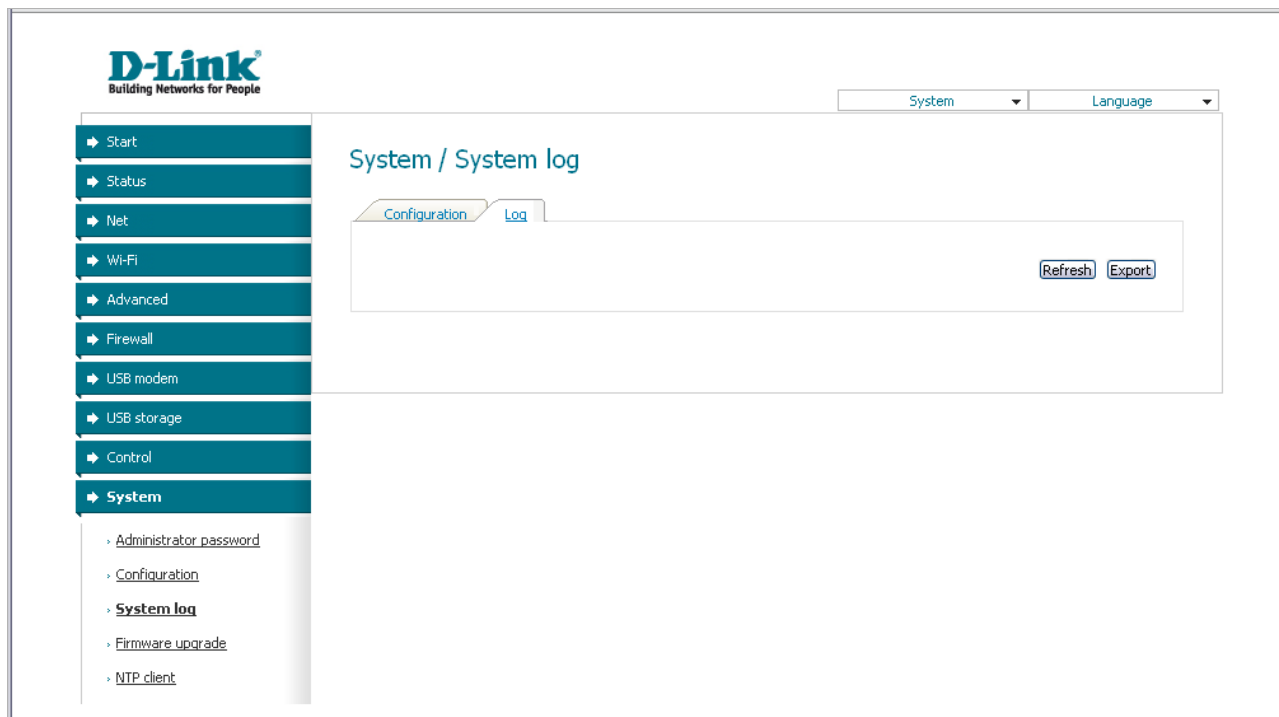 D-Link®
Building Networks for People
System Language
Start
Status
Net
Wi-Fi
Advanced
Firewall
USB modem
USB storage
Control
System
Administrator password
Configuration
System log
Firmware upgrade
NTP client
System / System log
Configuration Log
Refresh Export